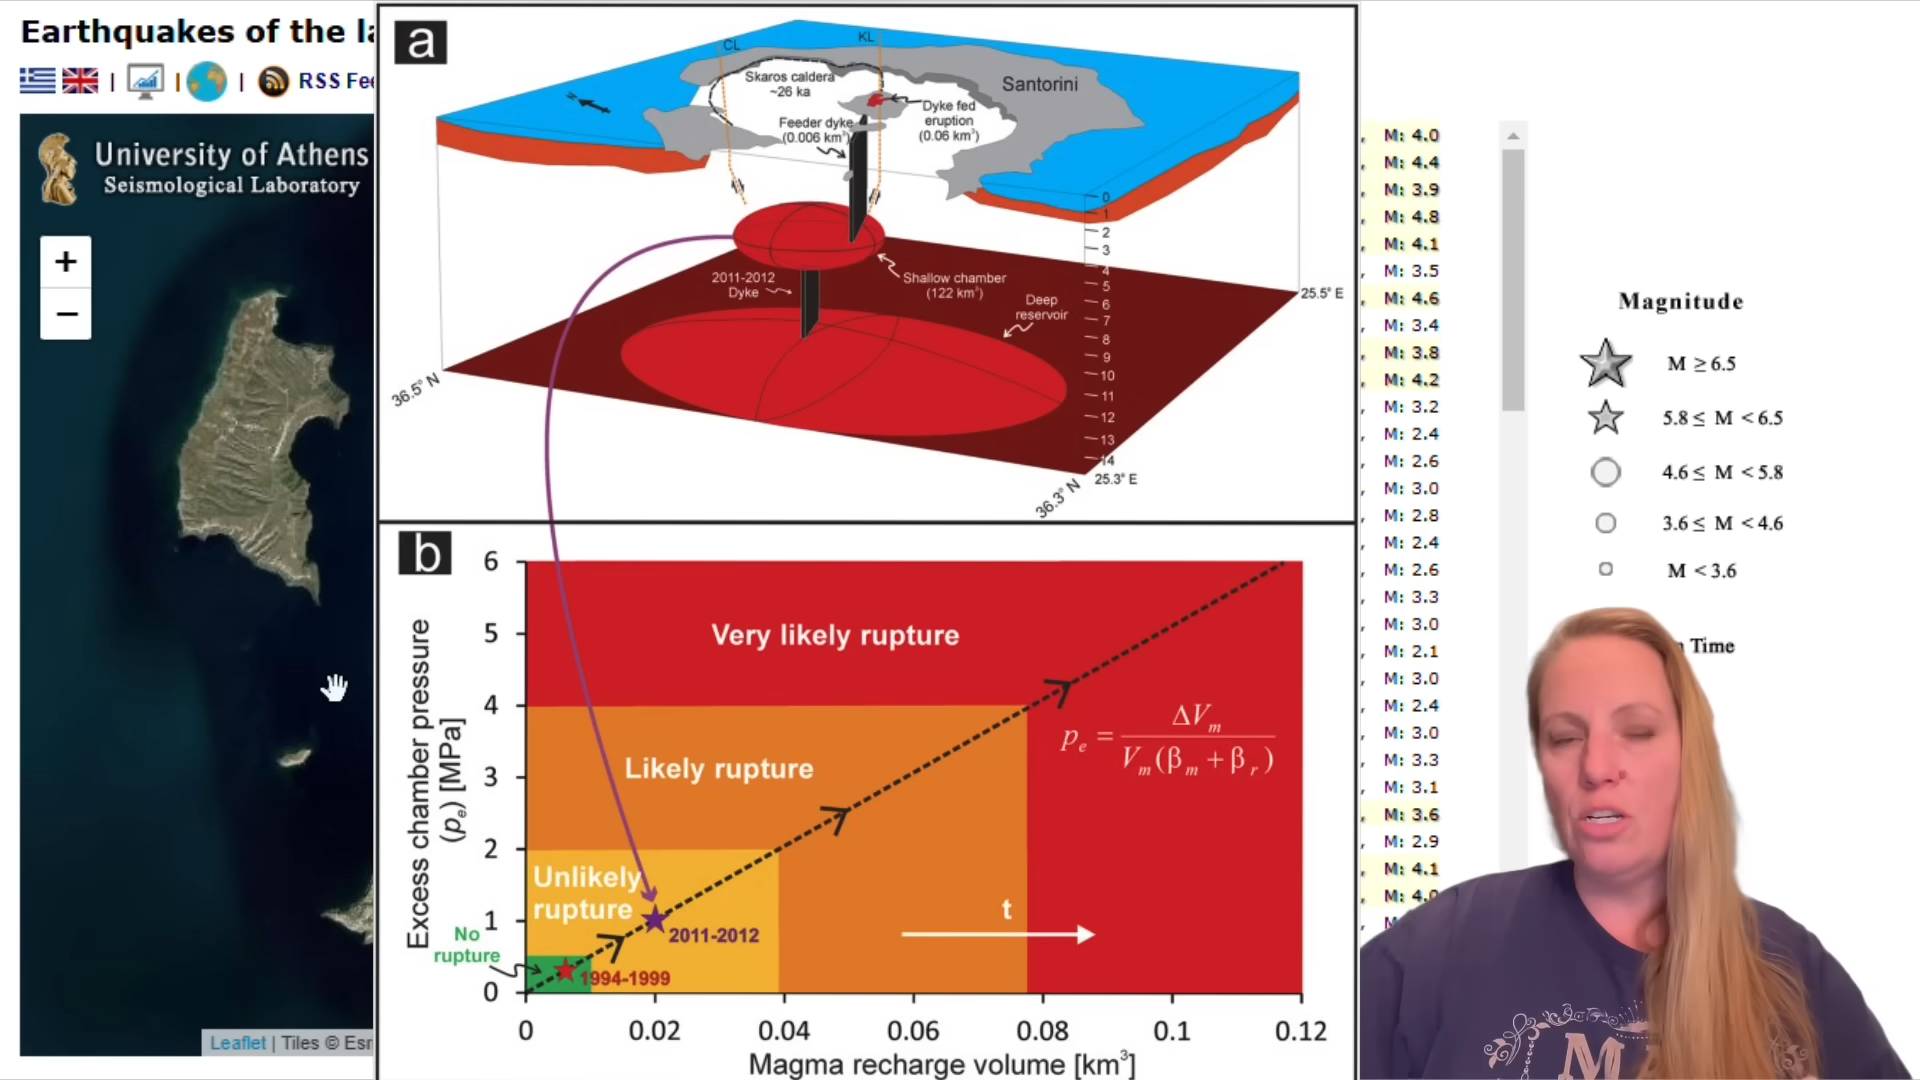 Earthquakes of the la
| | | RSS Fee
University of Athens
Seismological Laboratory
+
−
Leaflet | Tiles © Esr
a
CL
KL
Skaros caldera
~26 ka
Santorini
N
Feeder dyke
(0.006 km³)
Dyke fed
eruption
(0.06 km³)
0
1
2
3
4
5
6
7
8
9
10
11
12
13
14
2011-2012
Dyke
Shallow chamber
(122 km³)
Deep
reservoir
25.5° E
36.5° N
36.3° N
25.3° E
b
6
5
4
3
2
1
0
Excess chamber pressure
(pₑ) [MPa]
Very likely rupture
Likely rupture
Unlikely
rupture
No
rupture
2011-2012
1994-1999
t
pₑ = ΔVₘ / Vₘ(βₘ + βᵣ)
0 0.02 0.04 0.06 0.08 0.1 0.12
Magma recharge volume [km³]
, M: 4.0
, M: 4.4
, M: 3.9
, M: 4.8
, M: 4.1
, M: 3.5
, M: 4.6
, M: 3.4
, M: 3.8
, M: 4.2
, M: 3.2
, M: 2.4
, M: 2.6
, M: 3.0
, M: 2.8
, M: 2.4
, M: 2.6
, M: 3.3
, M: 3.0
, M: 2.1
, M: 3.0
, M: 2.4
, M: 3.0
, M: 3.3
, M: 3.1
, M: 3.6
, M: 2.9
, M: 4.1
, M: 4.0
Magnitude
M ≥ 6.5
5.8 ≤ M < 6.5
4.6 ≤ M < 5.8
3.6 ≤ M < 4.6
M < 3.6
n Time
M